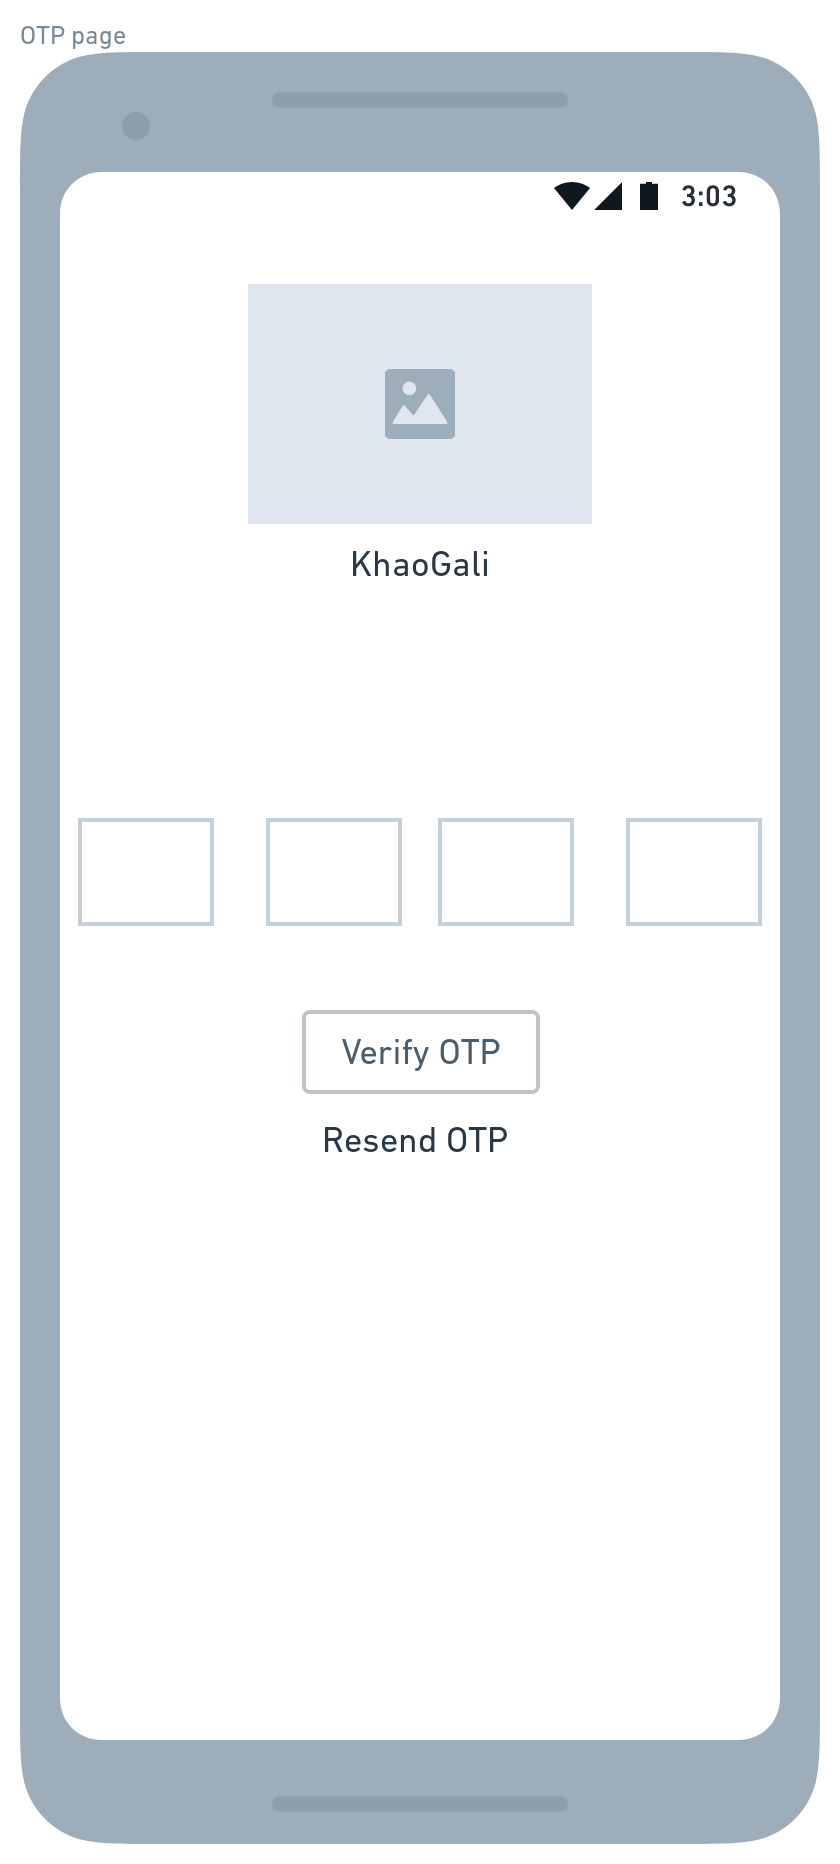 OTP page
3:03
KhaoGali
Verify OTP
Resend OTP